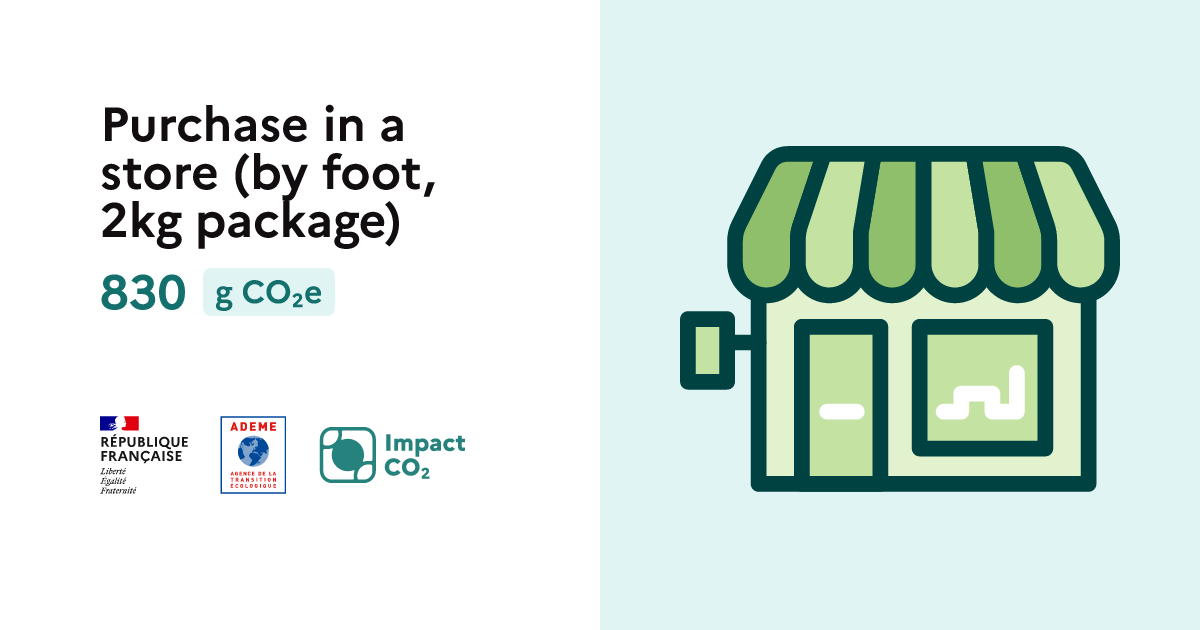 Purchase in a
store (by foot,
2kg package)
830 g CO₂e
RÉPUBLIQUE
FRANÇAISE
Liberté
Égalité
Fraternité
ADEME
AGENCE DE LA
TRANSITION
ÉCOLOGIQUE
Impact
CO₂